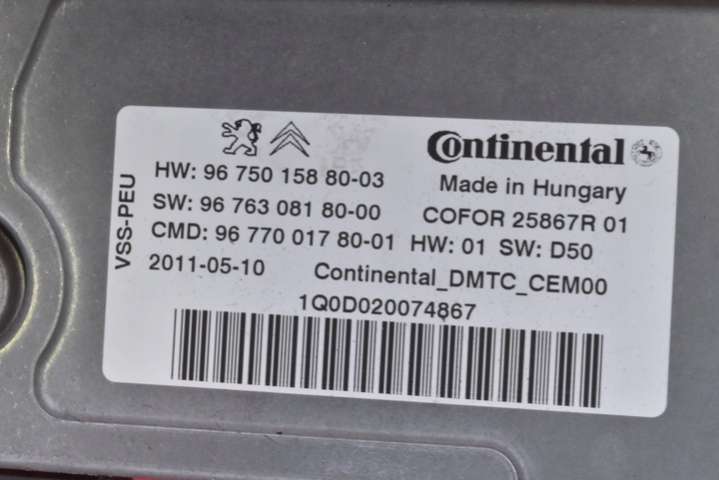 Continental
HW: 96 750 158 80-03
Made in Hungary
SW: 96 763 081 80-00
COFOR 25867R 01
CMD: 96 770 017 80-01 HW: 01 SW: D50
2011-05-10 Continental_DMTC_CEM00
1Q0D020074867
VSS-PEU